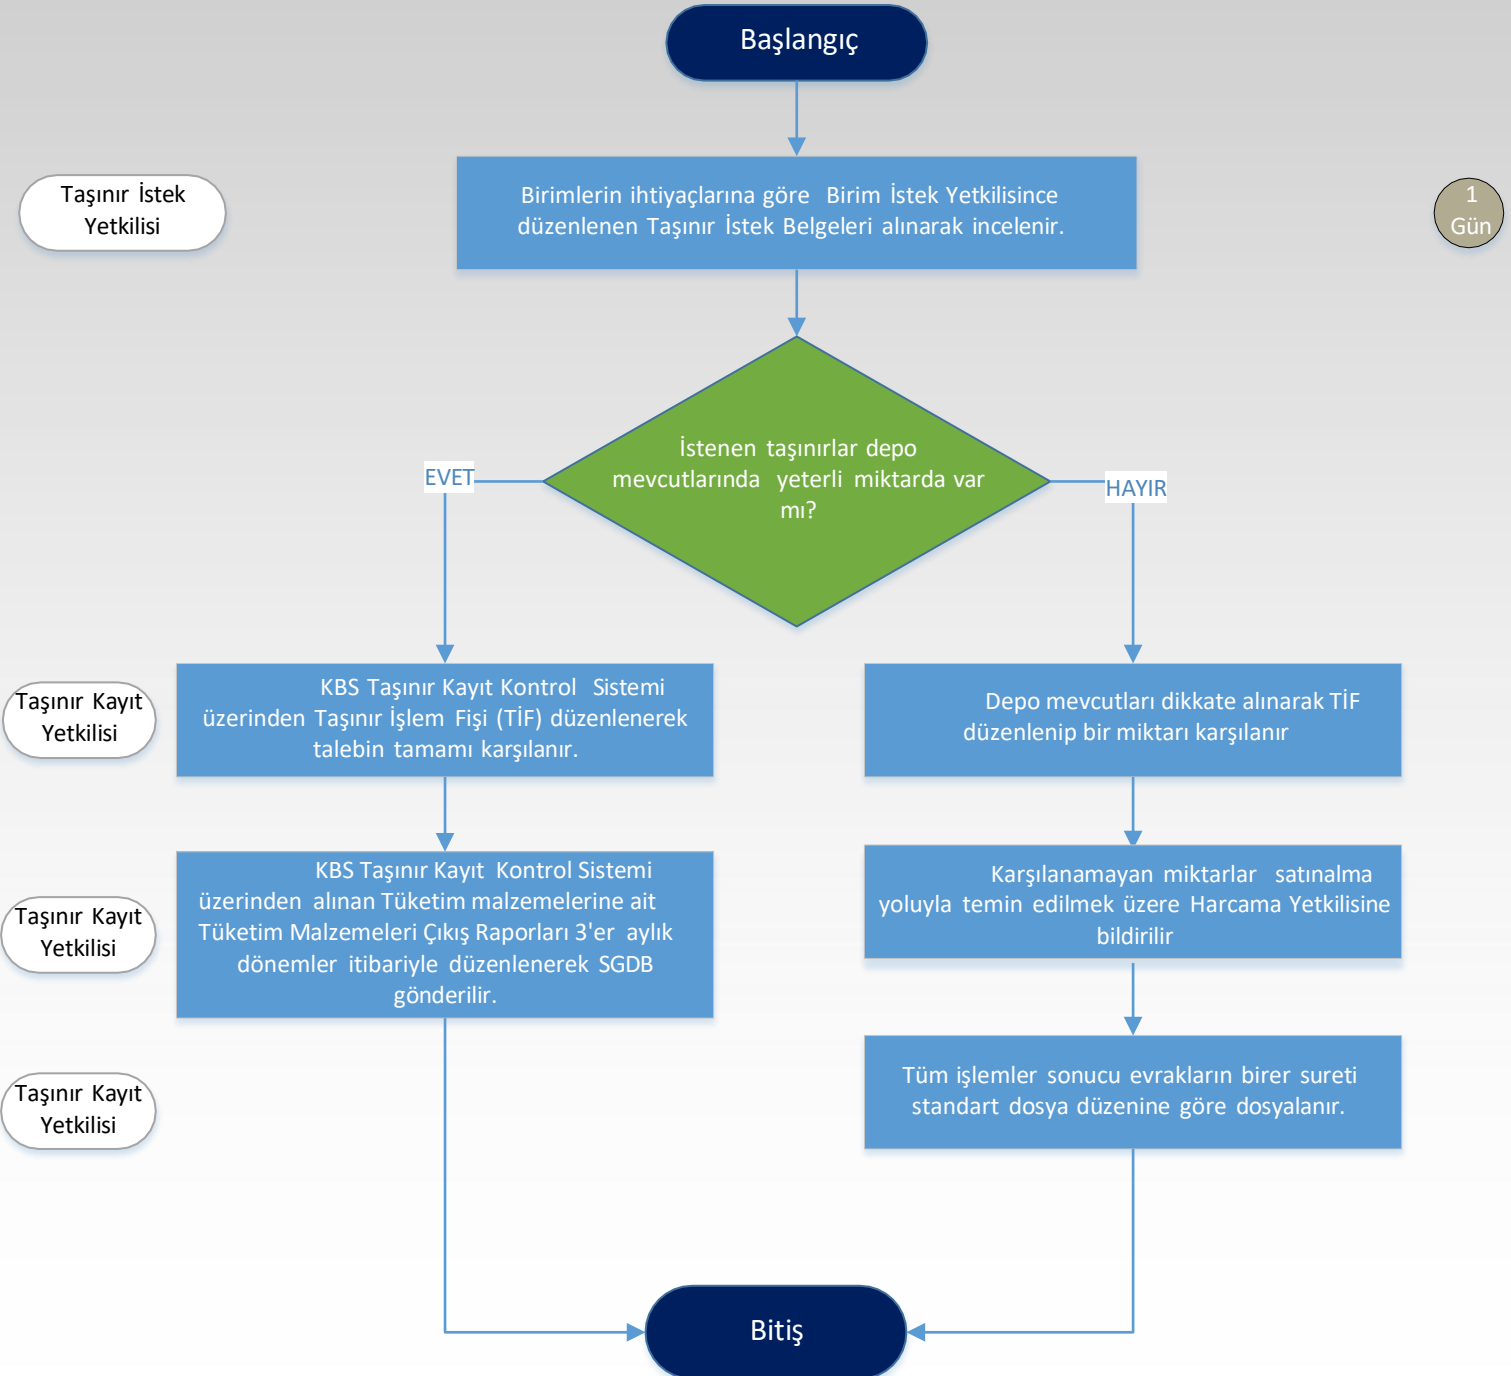 Başlangıç
Taşınır İstek
Yetkilisi
Birimlerin ihtiyaçlarına göre Birim İstek Yetkilisince
düzenlenen Taşınır İstek Belgeleri alınarak incelenir.
1
Gün
İstenen taşınırlar depo
mevcutlarında yeterli miktarda var
mı?
EVET
HAYIR
Taşınır Kayıt
Yetkilisi
KBS Taşınır Kayıt Kontrol Sistemi
üzerinden Taşınır İşlem Fişi (TİF) düzenlenerek
talebin tamamı karşılanır.
Depo mevcutları dikkate alınarak TİF
düzenlenip bir miktarı karşılanır
Taşınır Kayıt
Yetkilisi
KBS Taşınır Kayıt Kontrol Sistemi
üzerinden alınan Tüketim malzemelerine ait
Tüketim Malzemeleri Çıkış Raporları 3'er aylık
dönemler itibariyle düzenlenerek SGDB
gönderilir.
Karşılanamayan miktarlar satınalma
yoluyla temin edilmek üzere Harcama Yetkilisine
bildirilir
Taşınır Kayıt
Yetkilisi
Tüm işlemler sonucu evrakların birer sureti
standart dosya düzenine göre dosyalanır.
Bitiş